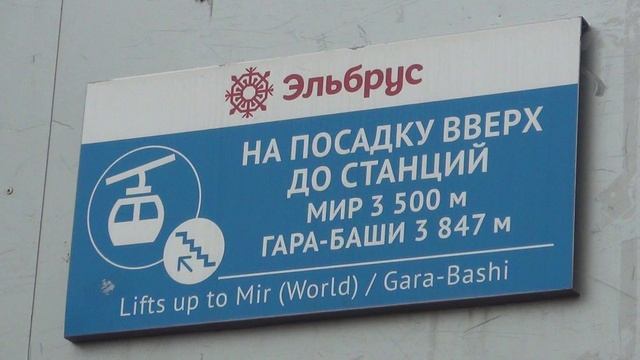 Эльбрус
НА ПОСАДКУ ВВЕРХ
ДО СТАНЦИЙ
МИР 3 500 м
ГАРА-БАШИ 3 847 м
Lifts up to Mir (World) / Gara-Bashi